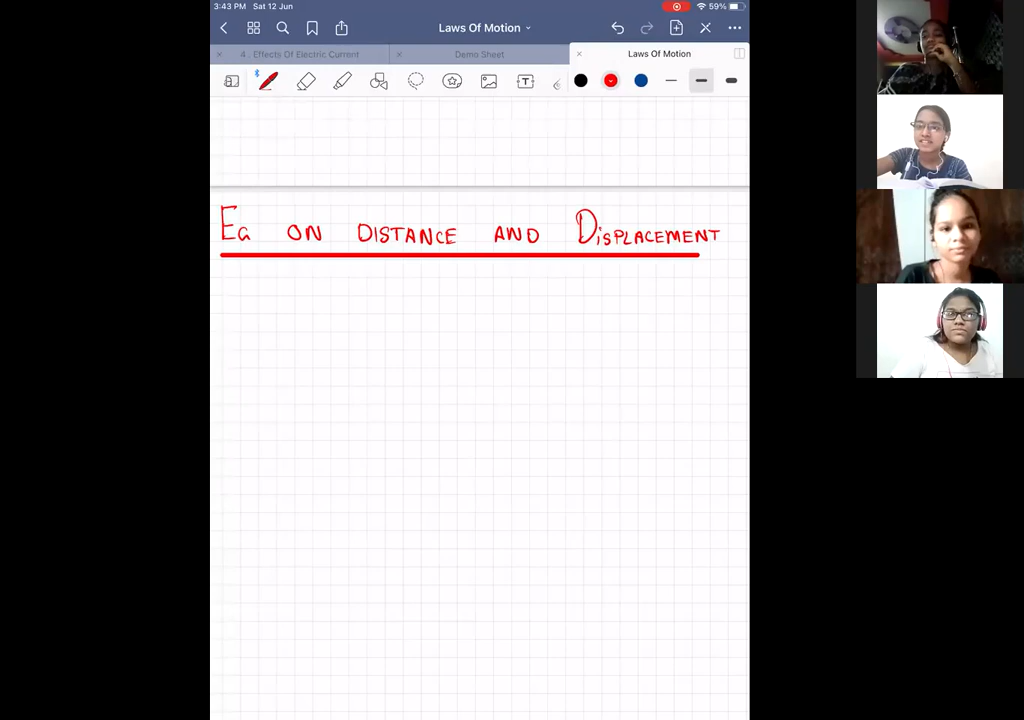 3:43 PM Sat 12 Jun
59%
Laws Of Motion
4 . Effects Of Electric Current
Demo Sheet
Laws Of Motion
T
Eg ON DISTANCE AND DISPLACEMENT